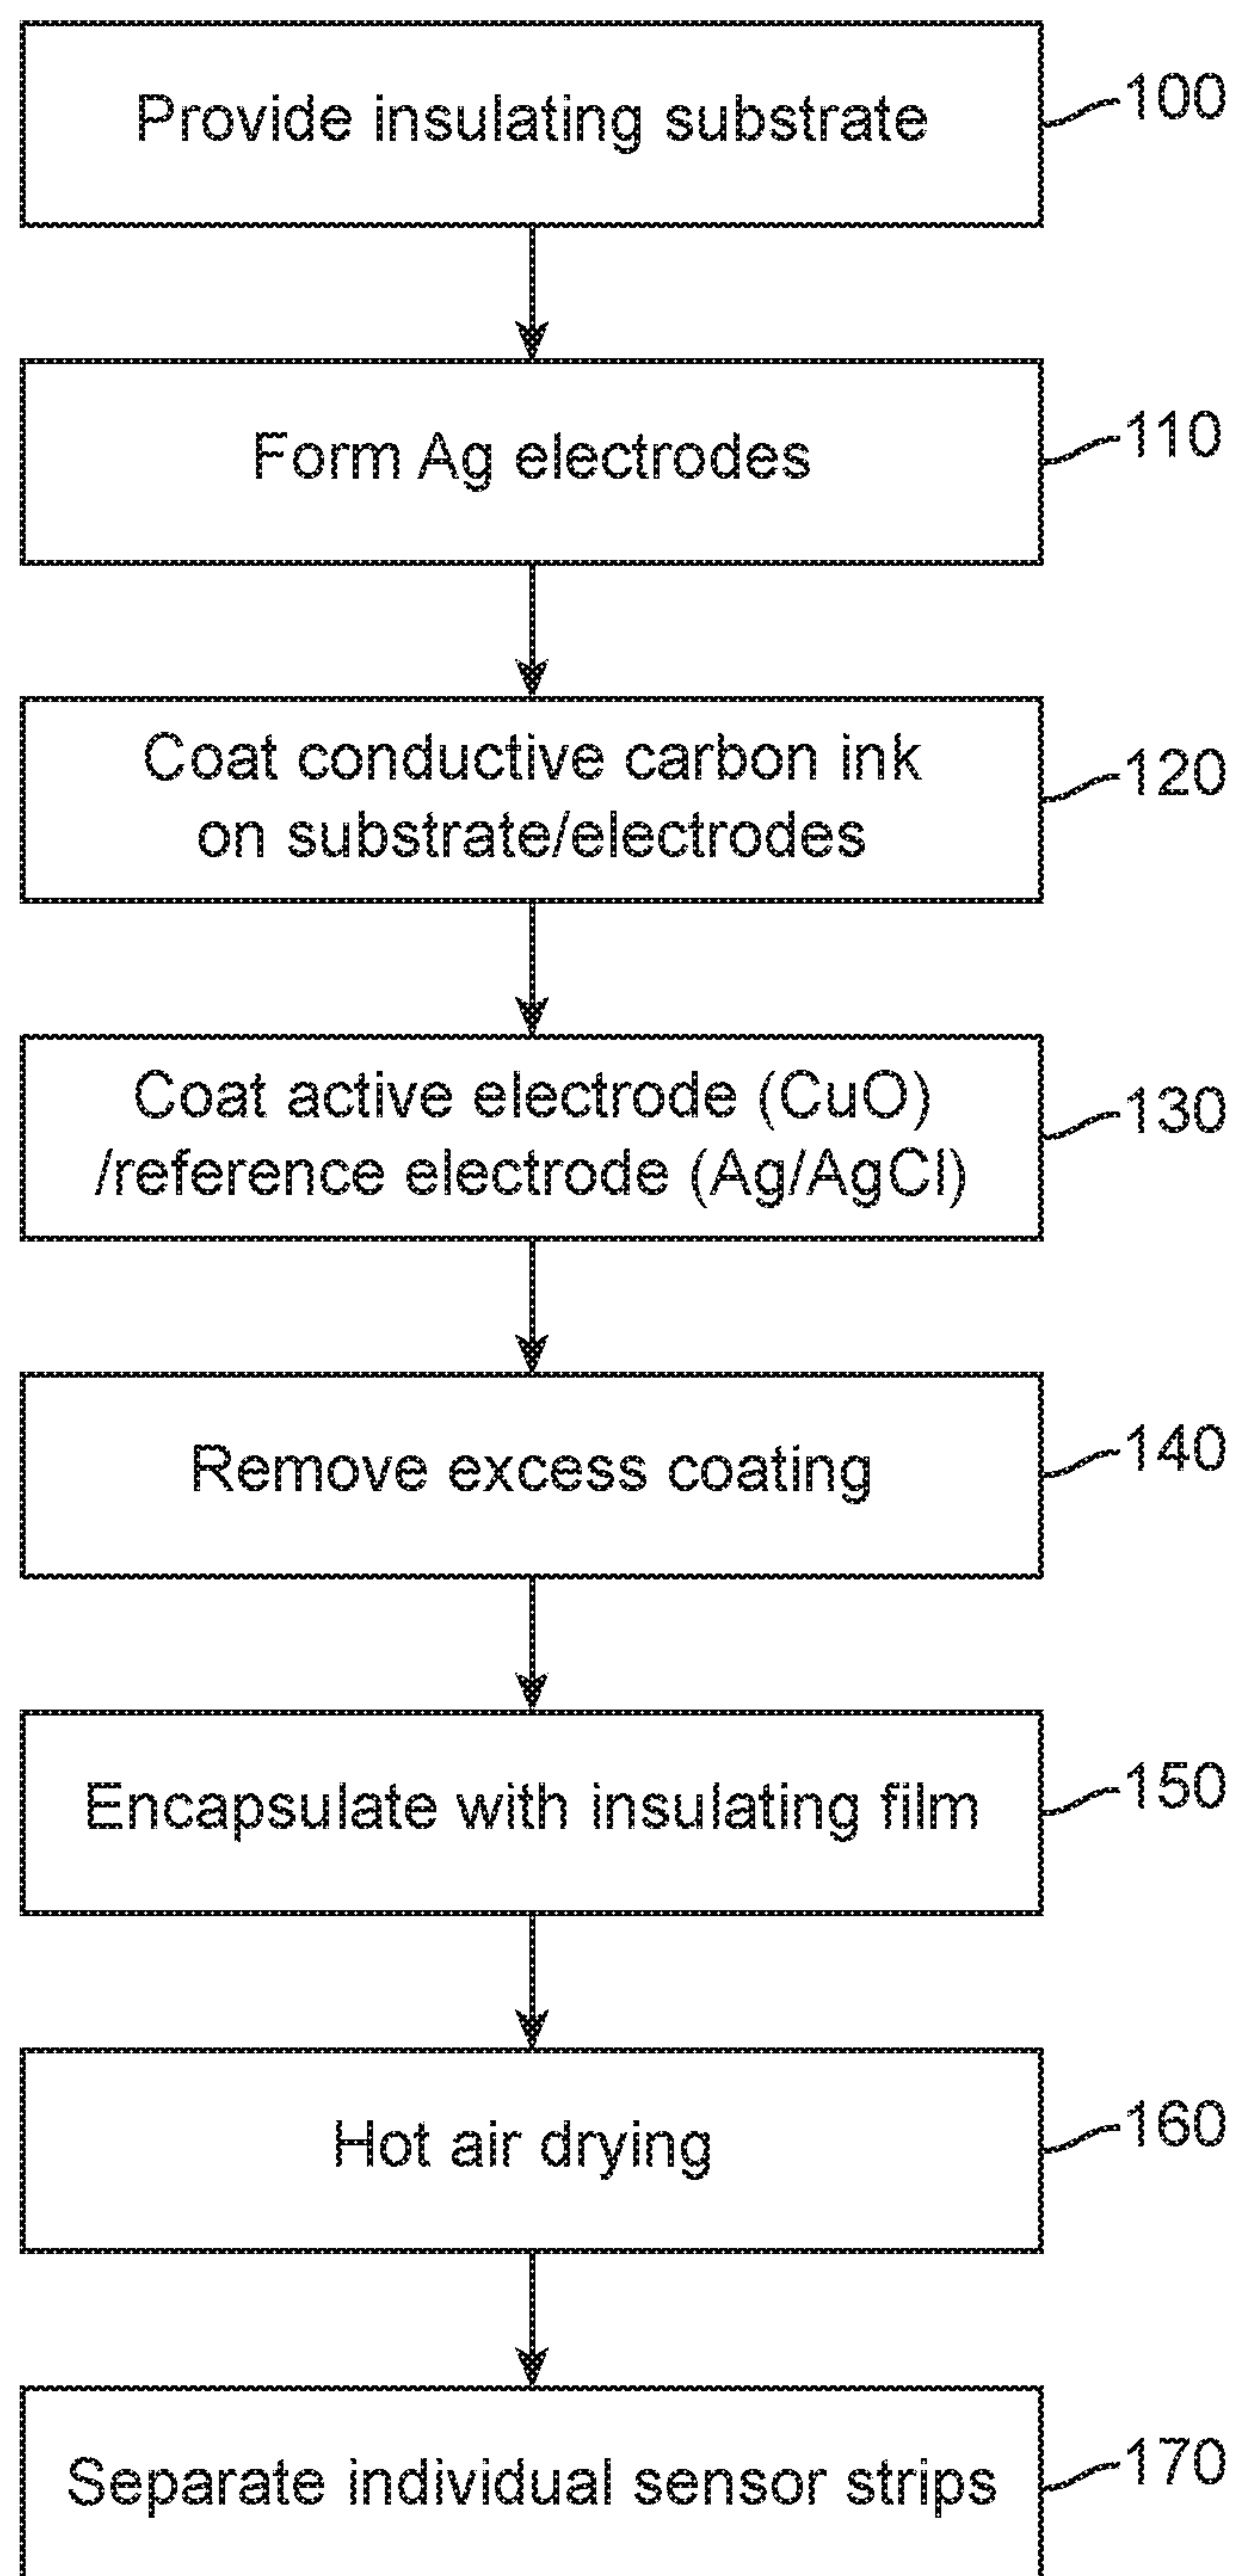 Provide insulating substrate
100
Form Ag electrodes
110
Coat conductive carbon ink
on substrate/electrodes
120
Coat active electrode (CuO)
/reference electrode (Ag/AgCl)
130
Remove excess coating
140
Encapsulate with insulating film
150
Hot air drying
160
Separate individual sensor strips
170